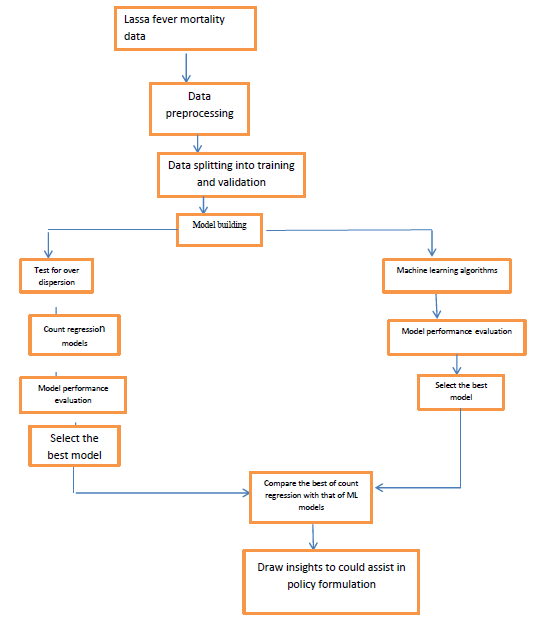 Lassa fever mortality
data
Data
preprocessing
Data splitting into training
and validation
Model building
Test for over
dispersion
Count regression
models
Model performance
evaluation
Select the
best model
Machine learning algorithms
Model performance evaluation
Select the best
model
Compare the best of count
regression with that of ML
models
Draw insights to could assist in
policy formulation